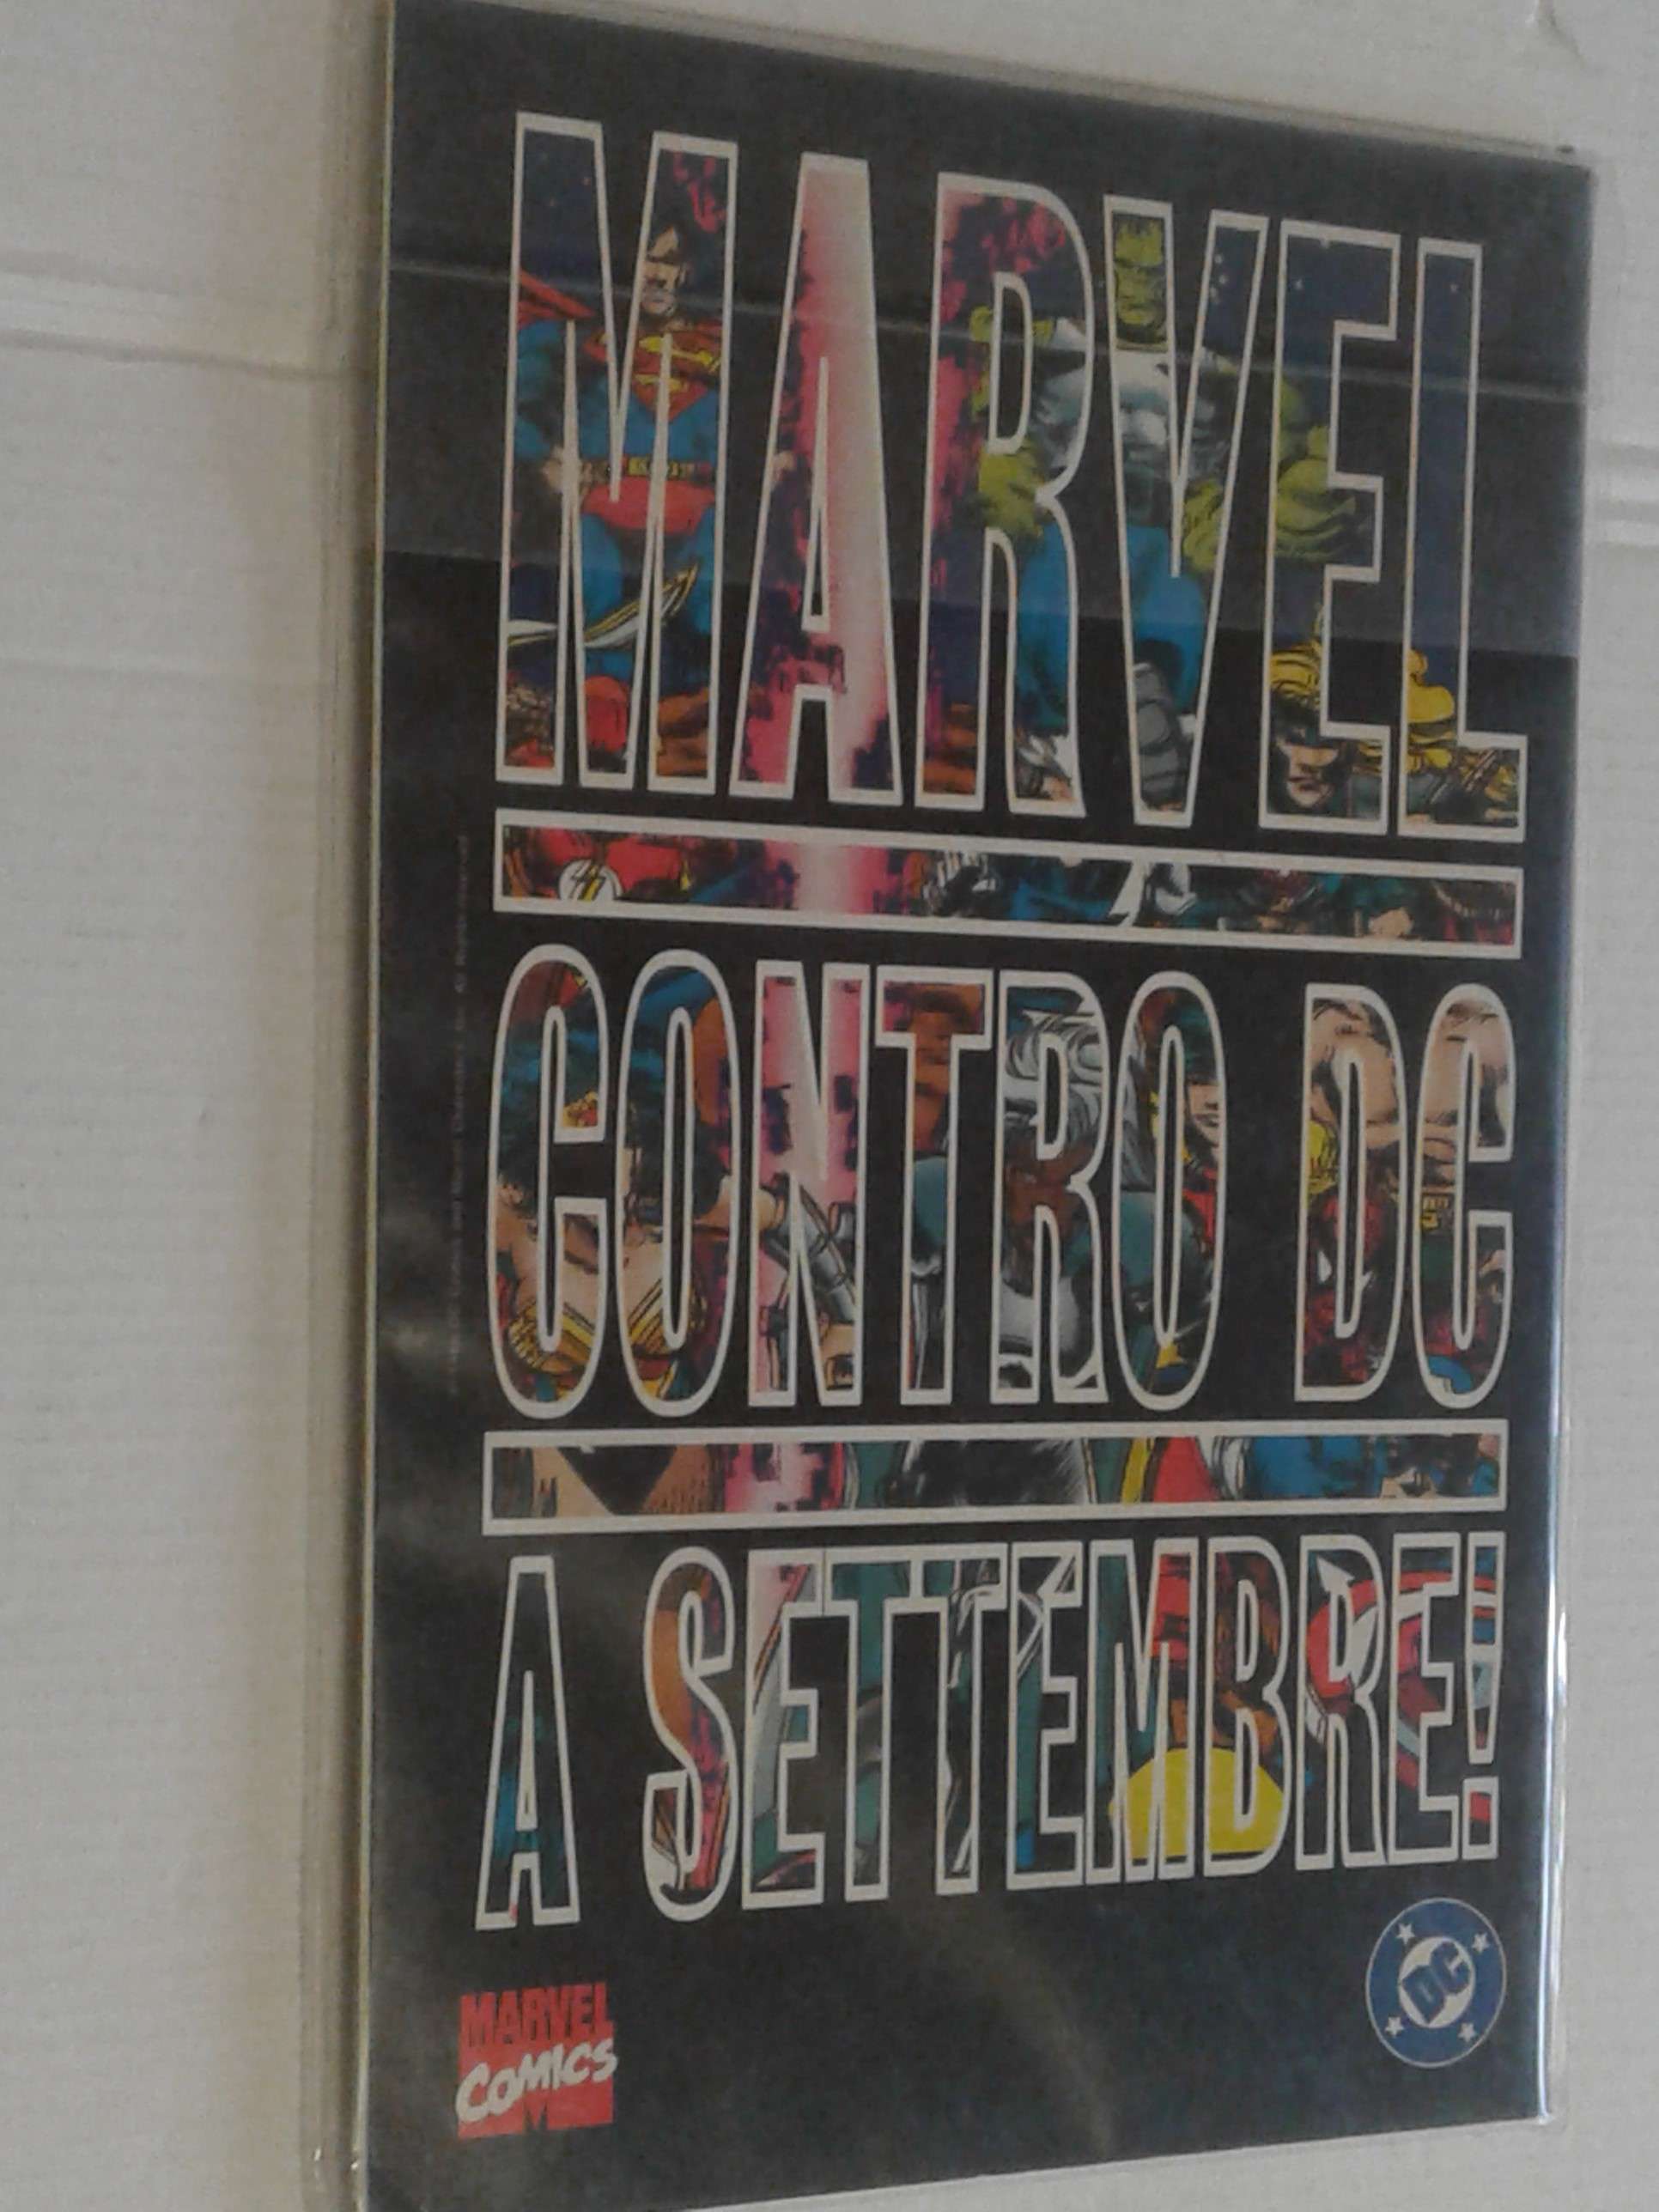 MARVEL
CONTRO DC
A SETTEMBRE!
MARVEL
COMICS
DC